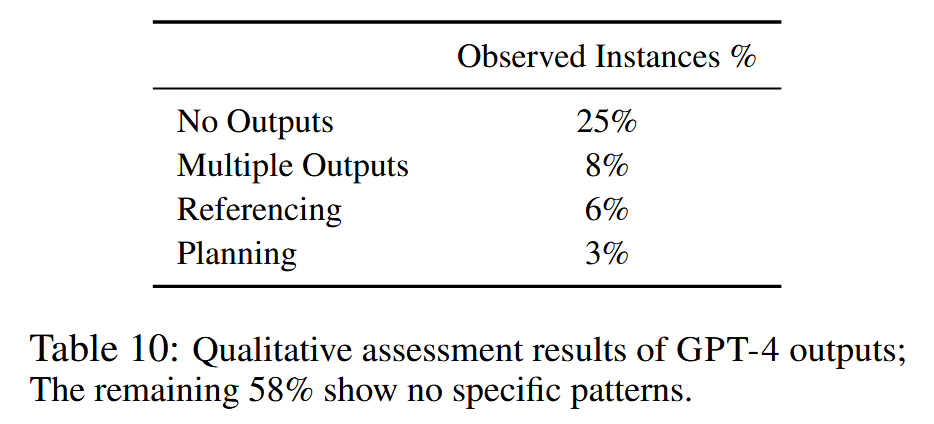 Observed Instances %
No Outputs 25%
Multiple Outputs 8%
Referencing 6%
Planning 3%
Table 10: Qualitative assessment results of GPT-4 outputs;
The remaining 58% show no specific patterns.